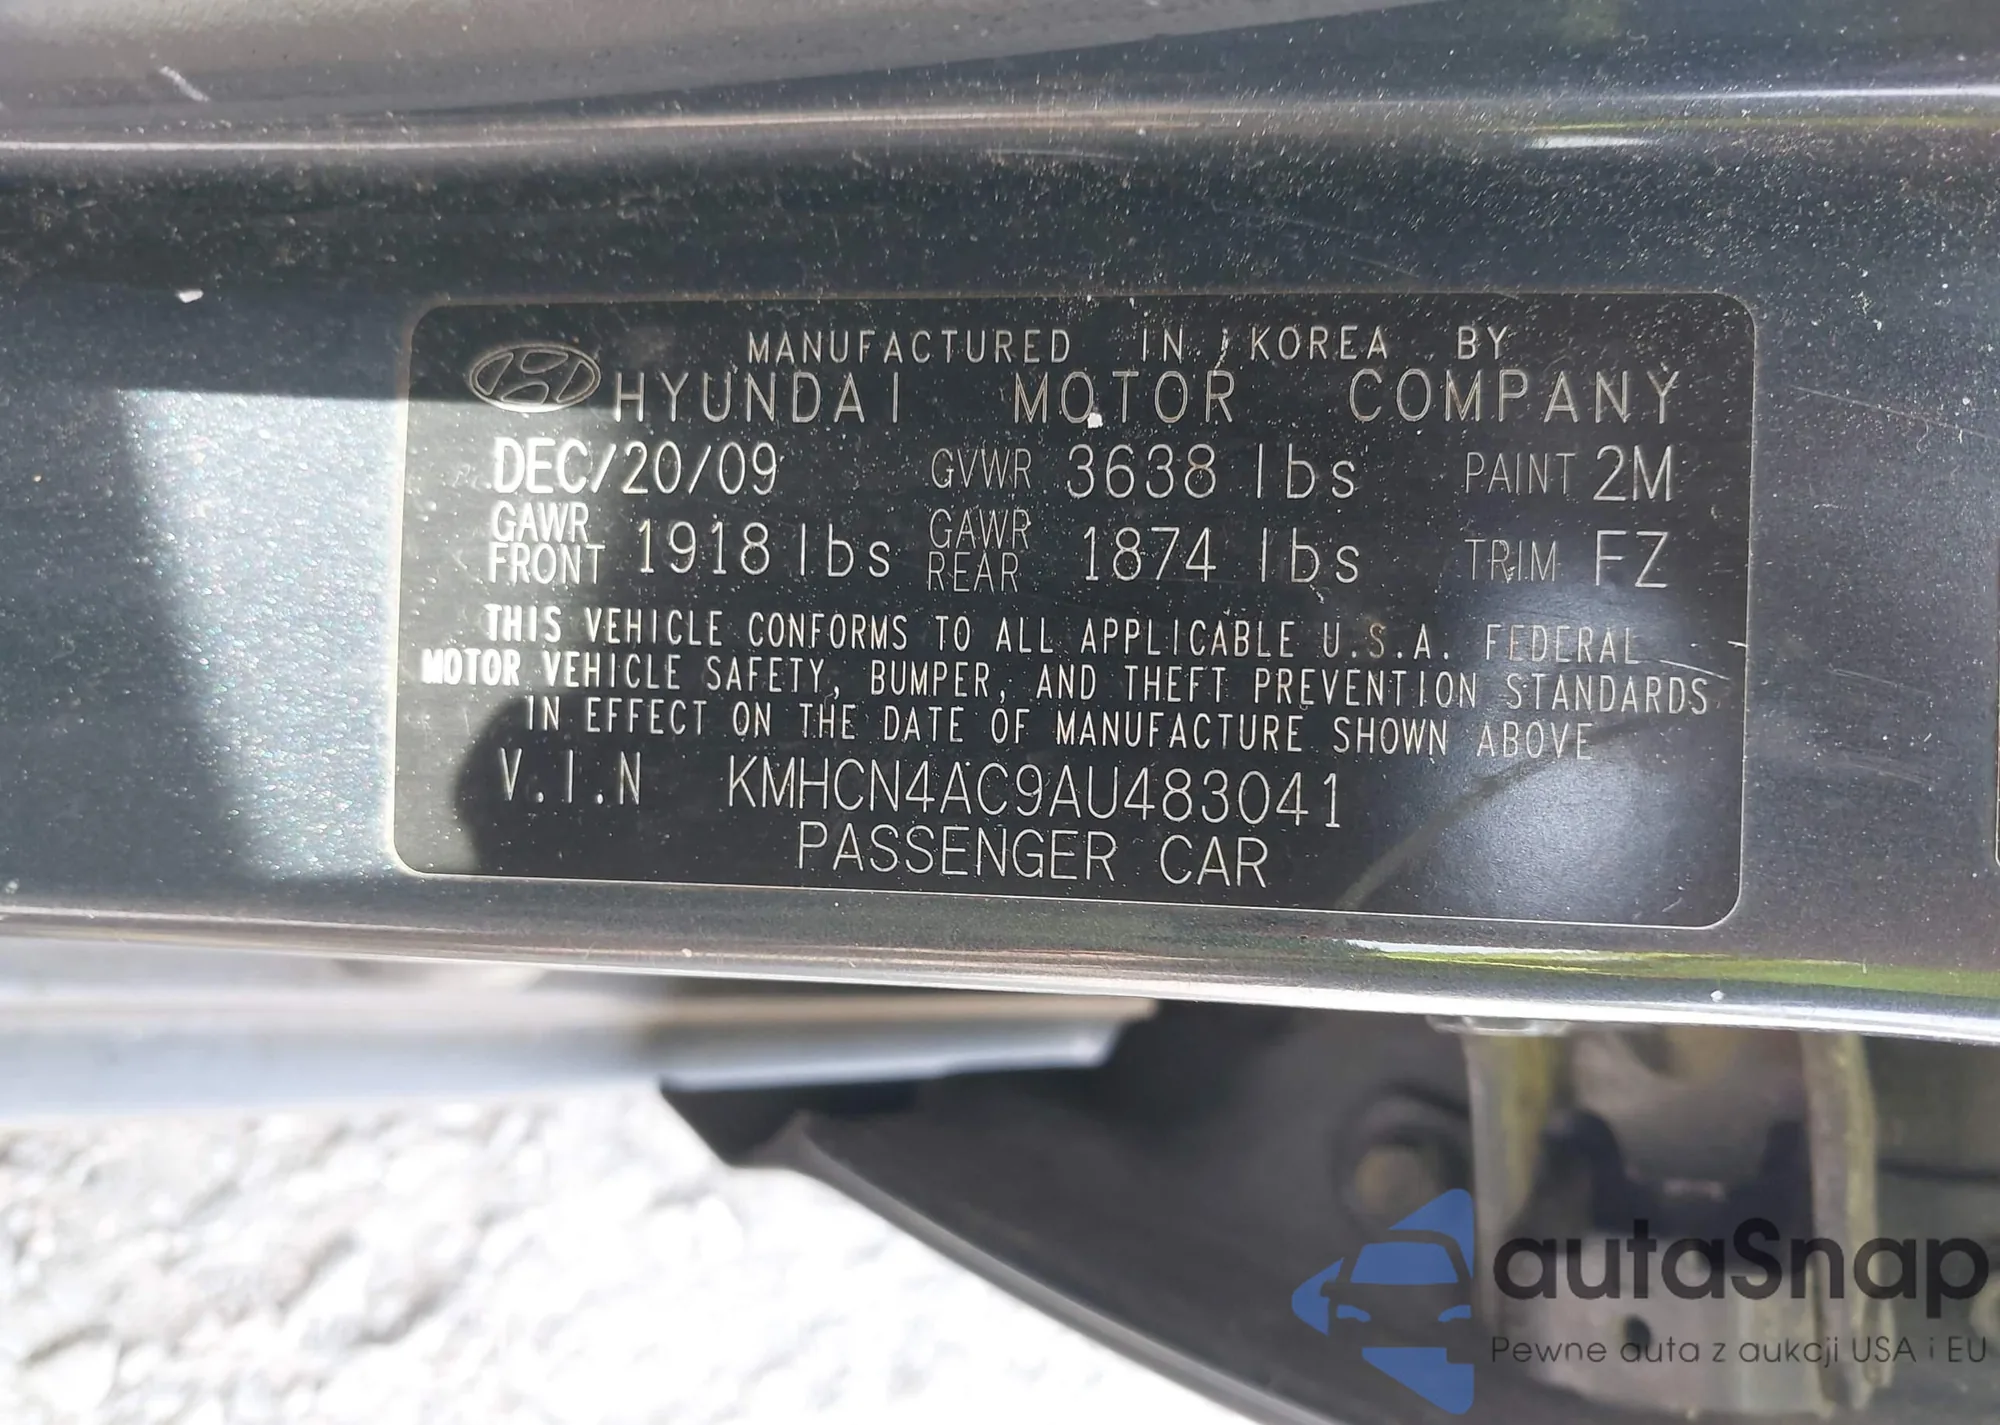 MANUFACTURED IN KOREA BY
HYUNDAI MOTOR COMPANY
DEC/20/09 GVWR 3638 lbs PAINT 2M
GAWR FRONT 1918 lbs GAWR REAR 1874 lbs TRIM FZ
THIS VEHICLE CONFORMS TO ALL APPLICABLE U.S.A. FEDERAL
MOTOR VEHICLE SAFETY, BUMPER, AND THEFT PREVENTION STANDARDS
IN EFFECT ON THE DATE OF MANUFACTURE SHOWN ABOVE
V.I.N KMHCN4AC9AU483041
PASSENGER CAR
autaSnap
Pewne auta z aukcji USA i EU